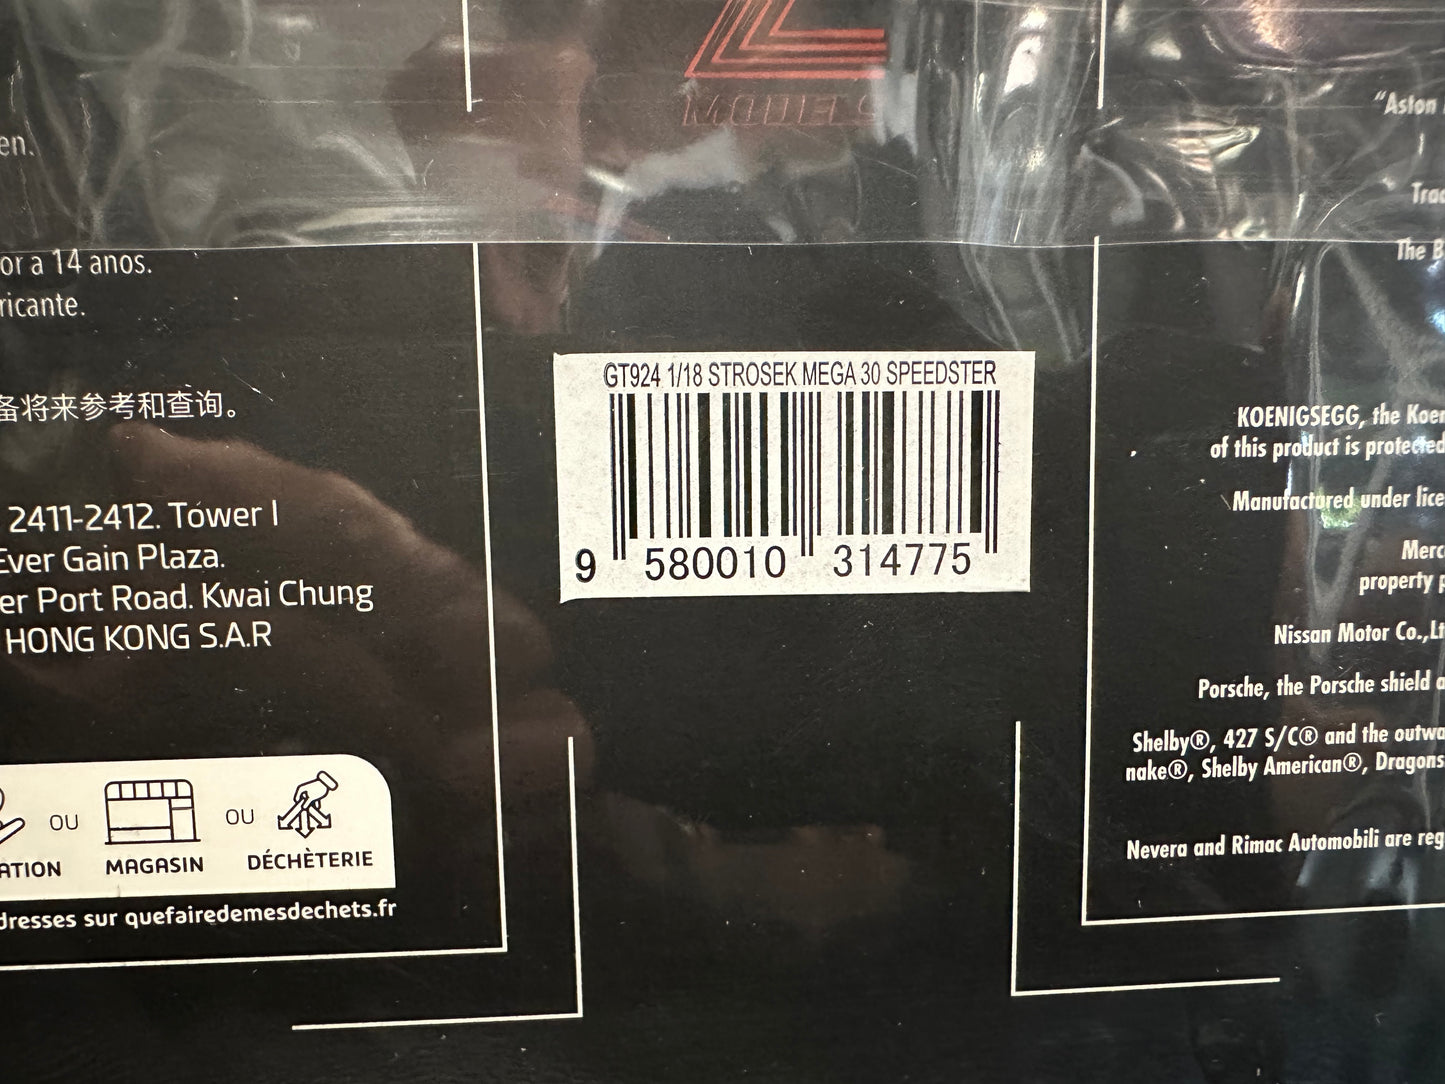 MODELS
en.
or a 14 anos.
ricante.
备将来参考和查询。
2411-2412. Tower I
Ever Gain Plaza.
er Port Road. Kwai Chung
HONG KONG S.A.R
OU
OU
ATION
MAGASIN
DÉCHÈTERIE
dresses sur quefairedemesdechets.fr
GT924 1/18 STROSEK MEGA 30 SPEEDSTER
9 580010 314775
"Aston
Trad
The B
KOENIGSEGG, the Koen
of this product is protected
Manufactured under lice
Merc
property p
Nissan Motor Co.,Lt
Porsche, the Porsche shield a
Shelby®, 427 S/C® and the outwa
nake®, Shelby American®, Dragons
Nevera and Rimac Automobili are reg